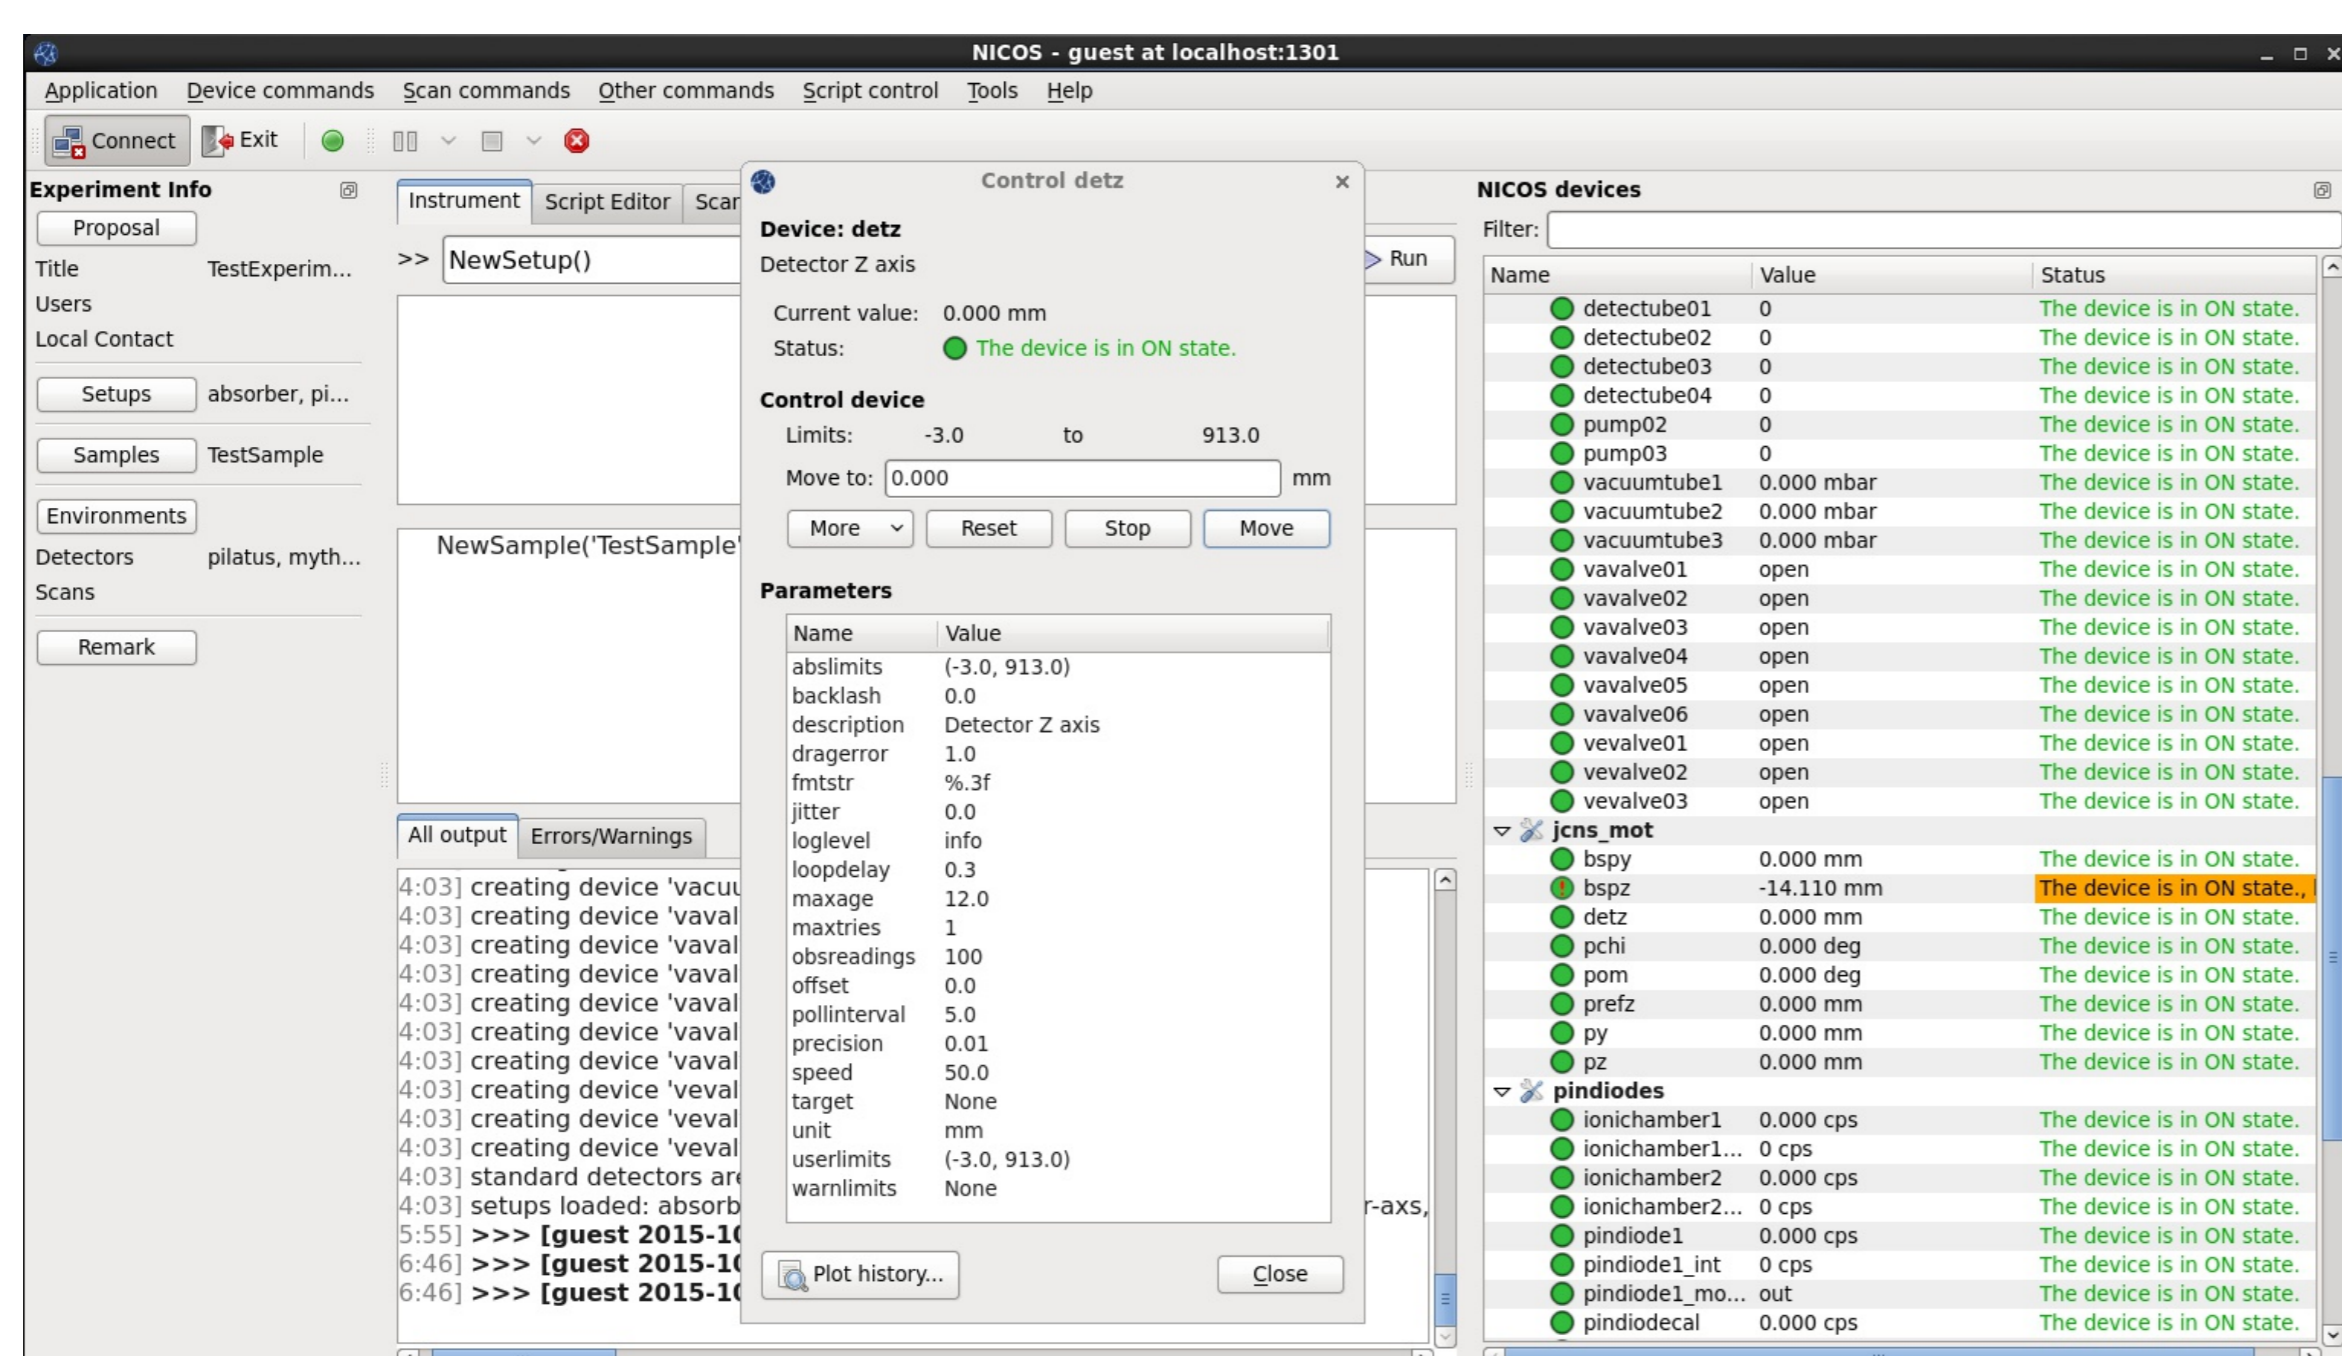 NICOS - guest at localhost:1301
Application Device commands Scan commands Other commands Script control Tools Help
Connect Exit
Experiment Info
Proposal
Title TestExperim...
Users
Local Contact
Setups absorber, pi...
Samples TestSample
Environments
Detectors pilatus, myth...
Scans
Remark
Instrument Script Editor Scar
>> NewSetup() Run
NewSample('TestSample'
All output Errors/Warnings
4:03] creating device 'vacuu
4:03] creating device 'vaval
4:03] creating device 'vaval
4:03] creating device 'vaval
4:03] creating device 'vaval
4:03] creating device 'vaval
4:03] creating device 'vaval
4:03] creating device 'veval
4:03] creating device 'veval
4:03] creating device 'veval
4:03] standard detectors are
4:03] setups loaded: absorb r-axs,
5:55] >>> [guest 2015-10
6:46] >>> [guest 2015-10
6:46] >>> [guest 2015-10
Control detz
Device: detz
Detector Z axis
Current value: 0.000 mm
Status: The device is in ON state.
Control device
Limits: -3.0 to 913.0
Move to: 0.000 mm
More Reset Stop Move
Parameters
Name Value
abslimits (-3.0, 913.0)
backlash 0.0
description Detector Z axis
dragerror 1.0
fmtstr %.3f
jitter 0.0
loglevel info
loopdelay 0.3
maxage 12.0
maxtries 1
obsreadings 100
offset 0.0
pollinterval 5.0
precision 0.01
speed 50.0
target None
unit mm
userlimits (-3.0, 913.0)
warnlimits None
Plot history... Close
NICOS devices
Filter:
Name Value Status
detectube01 0 The device is in ON state.
detectube02 0 The device is in ON state.
detectube03 0 The device is in ON state.
detectube04 0 The device is in ON state.
pump02 0 The device is in ON state.
pump03 0 The device is in ON state.
vacuumtube1 0.000 mbar The device is in ON state.
vacuumtube2 0.000 mbar The device is in ON state.
vacuumtube3 0.000 mbar The device is in ON state.
vavalve01 open The device is in ON state.
vavalve02 open The device is in ON state.
vavalve03 open The device is in ON state.
vavalve04 open The device is in ON state.
vavalve05 open The device is in ON state.
vavalve06 open The device is in ON state.
vevalve01 open The device is in ON state.
vevalve02 open The device is in ON state.
vevalve03 open The device is in ON state.
jcns_mot
bspy 0.000 mm The device is in ON state.
bspz -14.110 mm The device is in ON state.,
detz 0.000 mm The device is in ON state.
pchi 0.000 deg The device is in ON state.
pom 0.000 deg The device is in ON state.
prefz 0.000 mm The device is in ON state.
py 0.000 mm The device is in ON state.
pz 0.000 mm The device is in ON state.
pindiodes
ionichamber1 0.000 cps The device is in ON state.
ionichamber1... 0 cps The device is in ON state.
ionichamber2 0.000 cps The device is in ON state.
ionichamber2... 0 cps The device is in ON state.
pindiode1 0.000 cps The device is in ON state.
pindiode1_int 0 cps The device is in ON state.
pindiode1_mo... out The device is in ON state.
pindiodecal 0.000 cps The device is in ON state.